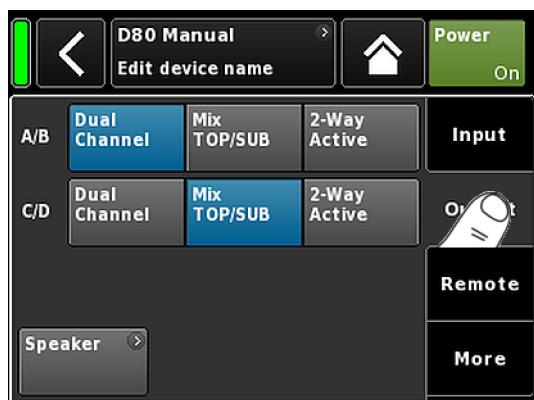 D80 Manual
Edit device name
Power
On
A/B
Dual
Channel
Mix
TOP/SUB
2-Way
Active
Input
C/D
Dual
Channel
Mix
TOP/SUB
2-Way
Active
Remote
Speaker
More